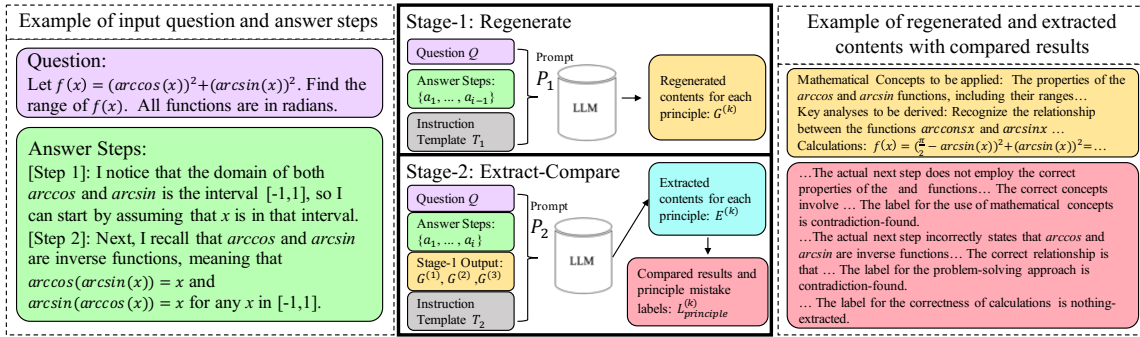 Example of input question and answer steps
Question:
Let f(x) = (arccos(x))²+(arcsin(x))². Find the
range of f(x). All functions are in radians.
Answer Steps:
[Step 1]: I notice that the domain of both
arccos and arcsin is the interval [-1,1], so I
can start by assuming that x is in that interval.
[Step 2]: Next, I recall that arccos and arcsin
are inverse functions, meaning that
arccos(arcsin(x)) = x and
arcsin(arccos(x)) = x for any x in [-1,1].
Stage-1: Regenerate
Question Q
Answer Steps:
{a₁, … , aᵢ₋₁}
Instruction
Template T₁
Prompt
P₁
LLM
Regenerated
contents for each
principle: G⁽ᵏ⁾
Stage-2: Extract-Compare
Question Q
Answer Steps:
{a₁, … , aᵢ}
Stage-1 Output:
G⁽¹⁾, G⁽²⁾ ,G⁽³⁾
Instruction
Template T₂
Prompt
P₂
LLM
Extracted
contents for each
principle: E⁽ᵏ⁾
Compared results and
principle mistake
labels: L_{principle}^{(k)}
Example of regenerated and extracted
contents with compared results
Mathematical Concepts to be applied: The properties of the
arccos and arcsin functions, including their ranges…
Key analyses to be derived: Recognize the relationship
between the functions arcconsx and arcsinx …
Calculations: f(x) = (π/2 − arcsin(x))²+(arcsin(x))²=…
…The actual next step does not employ the correct
properties of the and functions… The correct concepts
involve … The label for the use of mathematical concepts
is contradiction-found.
…The actual next step incorrectly states that arccos and
arcsin are inverse functions… The correct relationship is
that … The label for the problem-solving approach is
contradiction-found.
… The label for the correctness of calculations is nothing-
extracted.